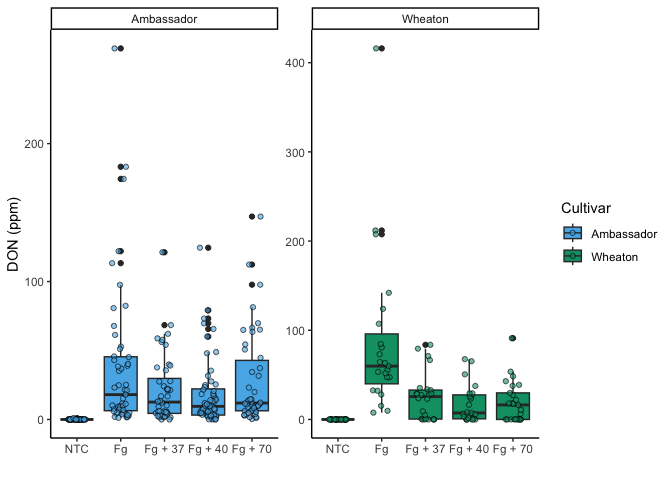 Ambassador
Wheaton
DON (ppm)
200
100
0
400
300
200
100
0
NTC Fg Fg + 37 Fg + 40 Fg + 70
NTC Fg Fg + 37 Fg + 40 Fg + 70
Cultivar
Ambassador
Wheaton